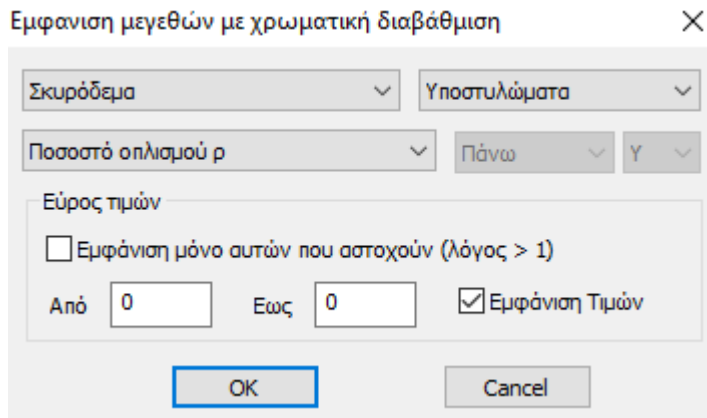 Εμφανιση μεγεθών με χρωματική διαβάθμιση
Σκυρόδεμα Υποστυλώματα
Ποσοστό οπλισμού ρ Πάνω Υ
Εύρος τιμών
Εμφάνιση μόνο αυτών που αστοχούν (λόγος > 1)
Από 0 Εως 0 Εμφάνιση Τιμών
OK Cancel